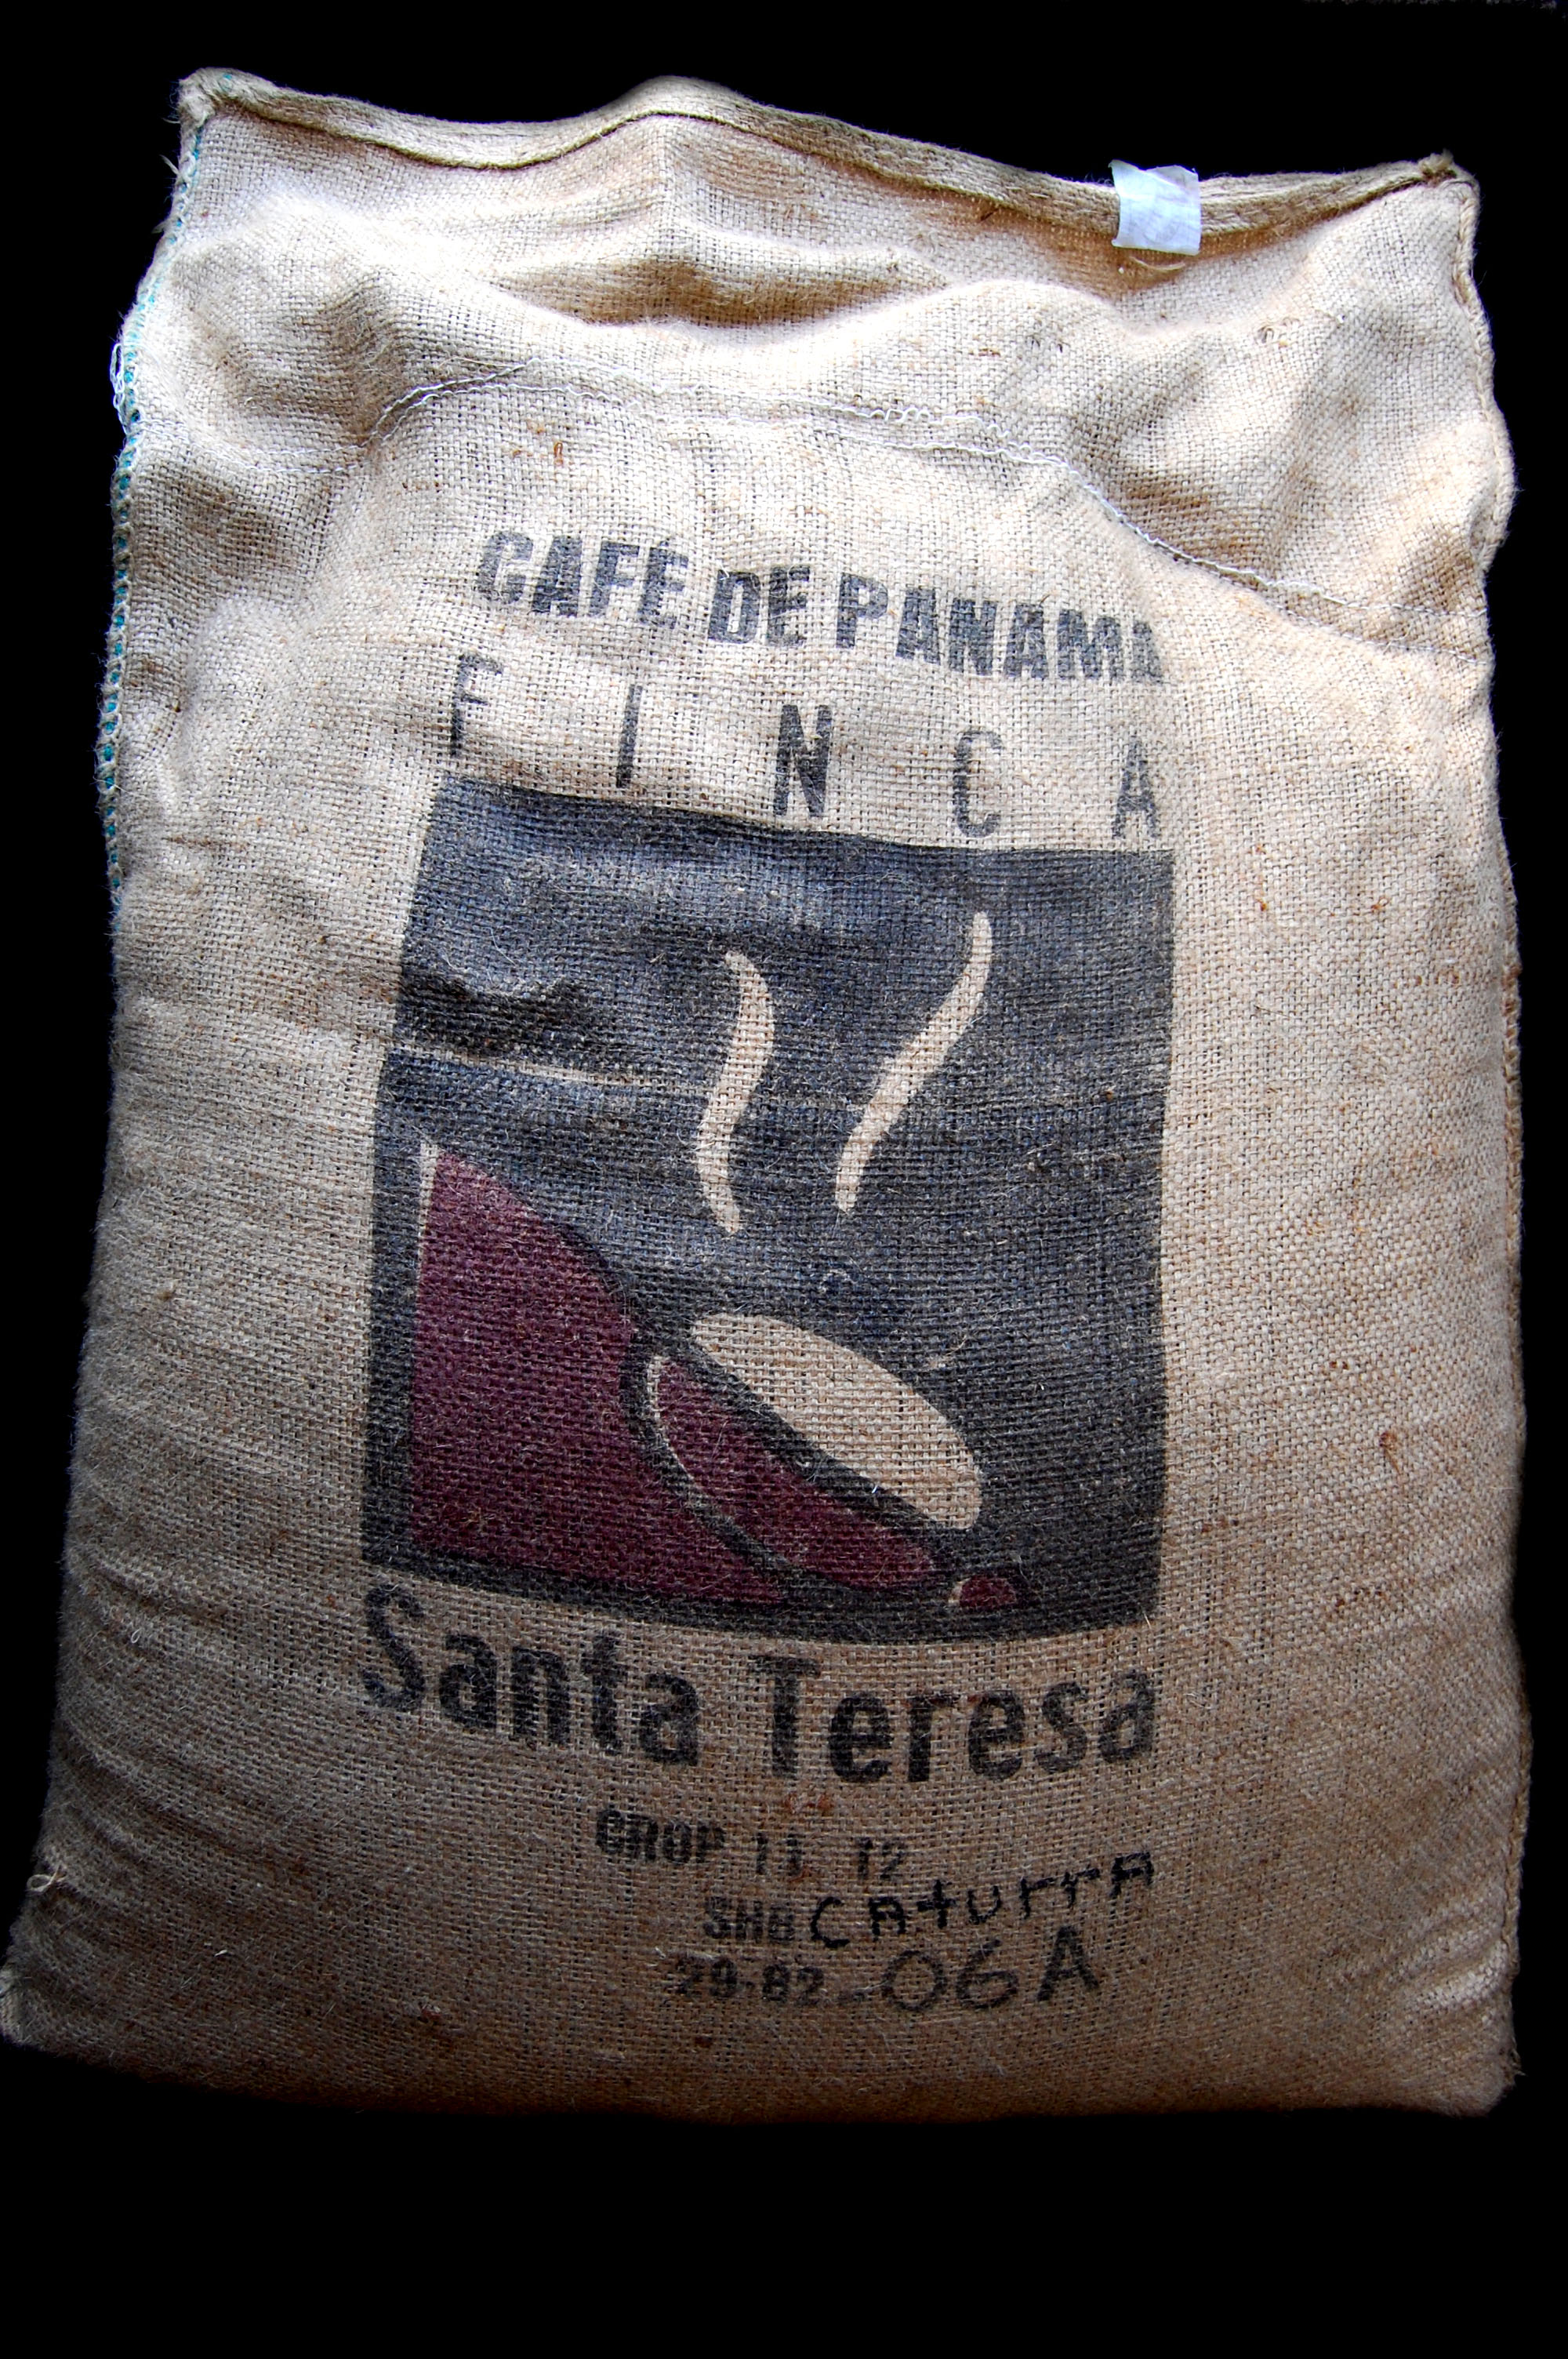 CAFÉ DE PANAMA
FINCA
Santa Teresa
CROP 11 12
SHB CAturrA
29-82 -06A